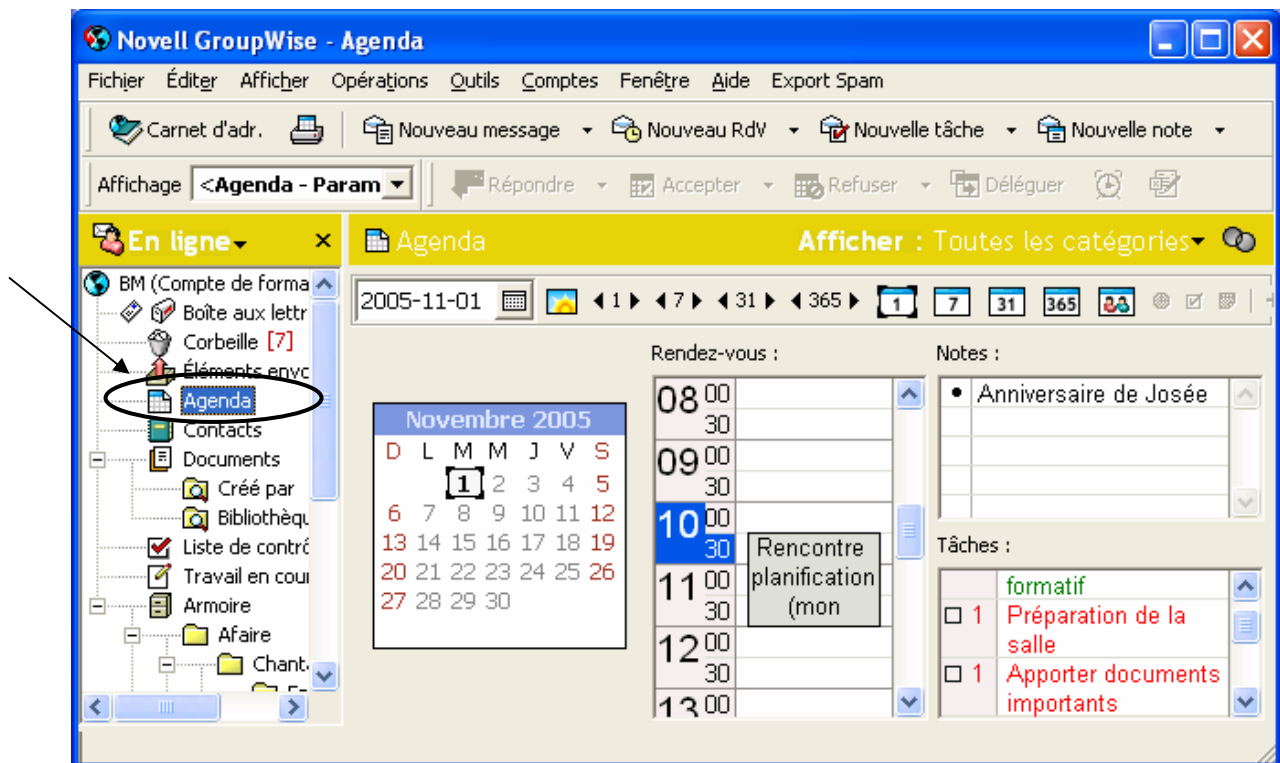 Novell GroupWise - Agenda
Fichier Éditer Afficher Opérations Outils Comptes Fenêtre Aide Export Spam
Carnet d'adr. Nouveau message Nouveau RdV Nouvelle tâche Nouvelle note
Affichage <Agenda - Param Répondre Accepter Refuser Déléguer
En ligne × Agenda Afficher : Toutes les catégories
BM (Compte de forma
Boîte aux lettr
Corbeille [7]
Éléments envo
Agenda
Contacts
Documents
Créé par
Bibliothèqu
Liste de contrô
Travail en cour
Armoire
Afaire
Chant
2005-11-01 1 7 31 365 1 7 31 365
Novembre 2005
D L M M J V S
1 2 3 4 5
6 7 8 9 10 11 12
13 14 15 16 17 18 19
20 21 22 23 24 25 26
27 28 29 30
Rendez-vous :
08 00
30
09 00
30
10 00
30
11 00
30
12 00
30
13 00
Rencontre
planification
(mon
Notes :
• Anniversaire de Josée
Tâches :
formatif
1 Préparation de la
salle
1 Apporter documents
importants